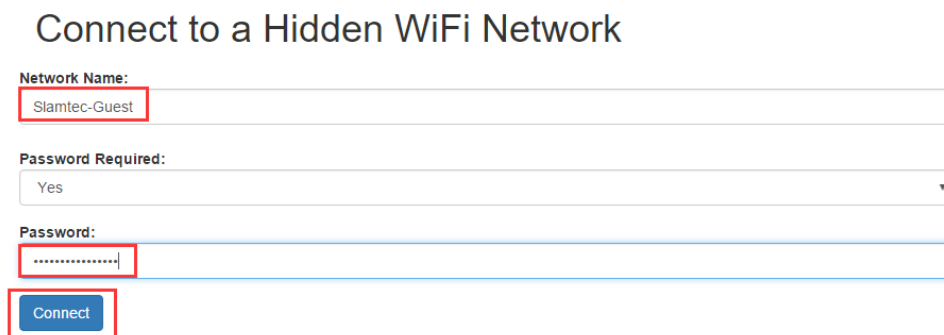 Connect to a Hidden WiFi Network
Network Name:
Slamtec-Guest
Password Required:
Yes
Password:
••••••••••••••••
Connect